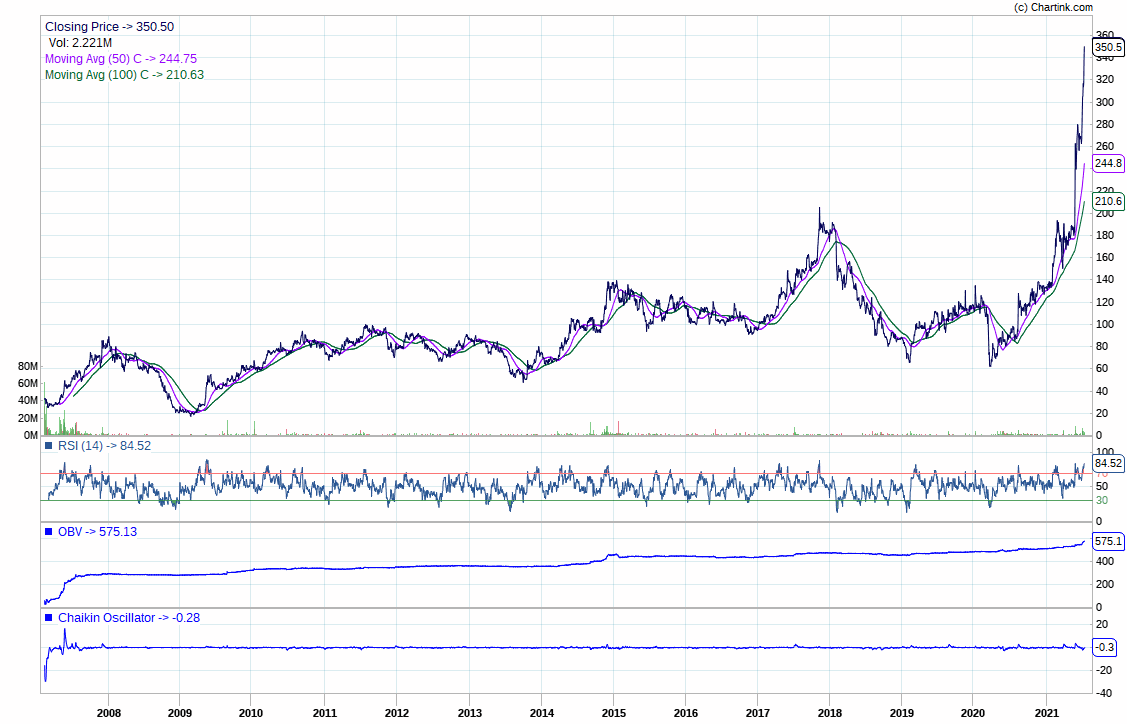 (c) Chartink.com
Closing Price -> 350.50
Vol: 2.221M
Moving Avg (50) C -> 244.75
Moving Avg (100) C -> 210.63
360
350.5
340
320
300
280
260
244.8
220
210.6
200
180
160
140
120
100
80
60
40
20
0
80M
60M
40M
20M
0M
RSI (14) -> 84.52
100
84.52
50
30
0
OBV -> 575.13
575.1
400
200
0
Chaikin Oscillator -> -0.28
20
-0.3
-20
-40
2008 2009 2010 2011 2012 2013 2014 2015 2016 2017 2018 2019 2020 2021